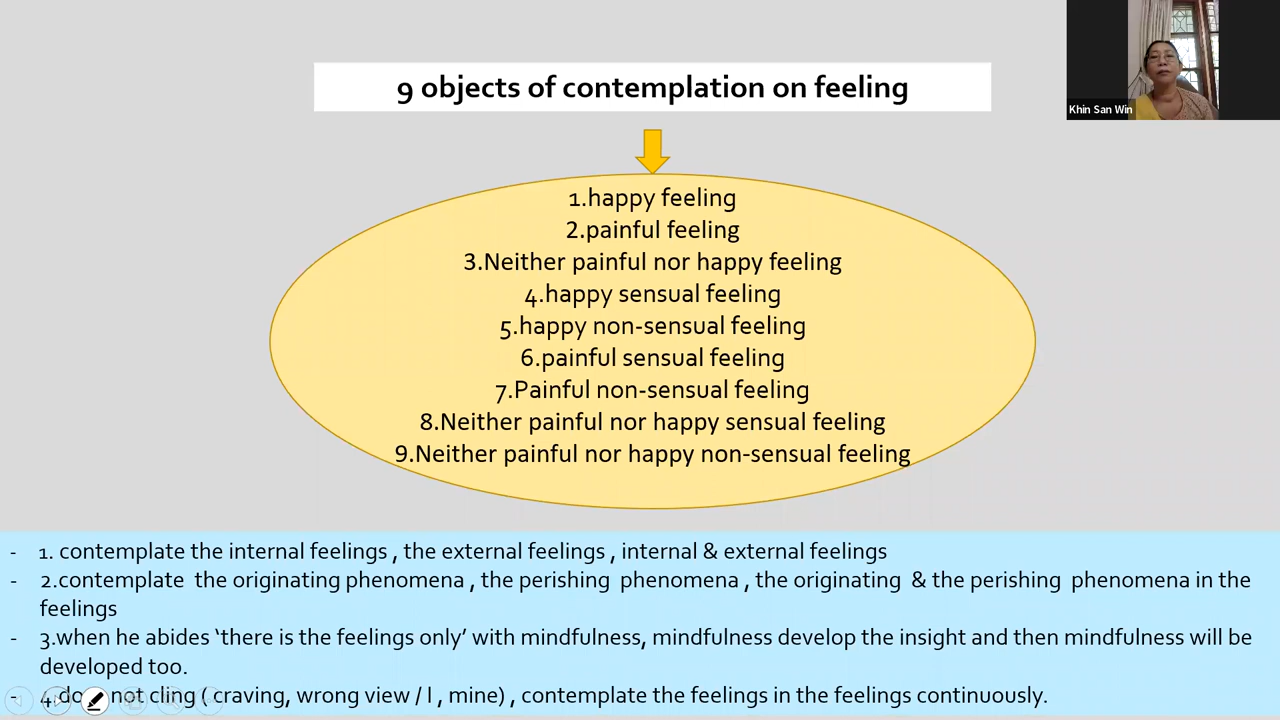 9 objects of contemplation on feeling
Khin San Win
1.happy feeling
2.painful feeling
3.Neither painful nor happy feeling
4.happy sensual feeling
5.happy non-sensual feeling
6.painful sensual feeling
7.Painful non-sensual feeling
8.Neither painful nor happy sensual feeling
9.Neither painful nor happy non-sensual feeling
- 1. contemplate the internal feelings , the external feelings , internal & external feelings
- 2.contemplate the originating phenomena , the perishing phenomena , the originating & the perishing phenomena in the
feelings
- 3.when he abides ‘there is the feelings only’ with mindfulness, mindfulness develop the insight and then mindfulness will be
developed too.
- 4.do not cling ( craving, wrong view / I , mine) , contemplate the feelings in the feelings continuously.